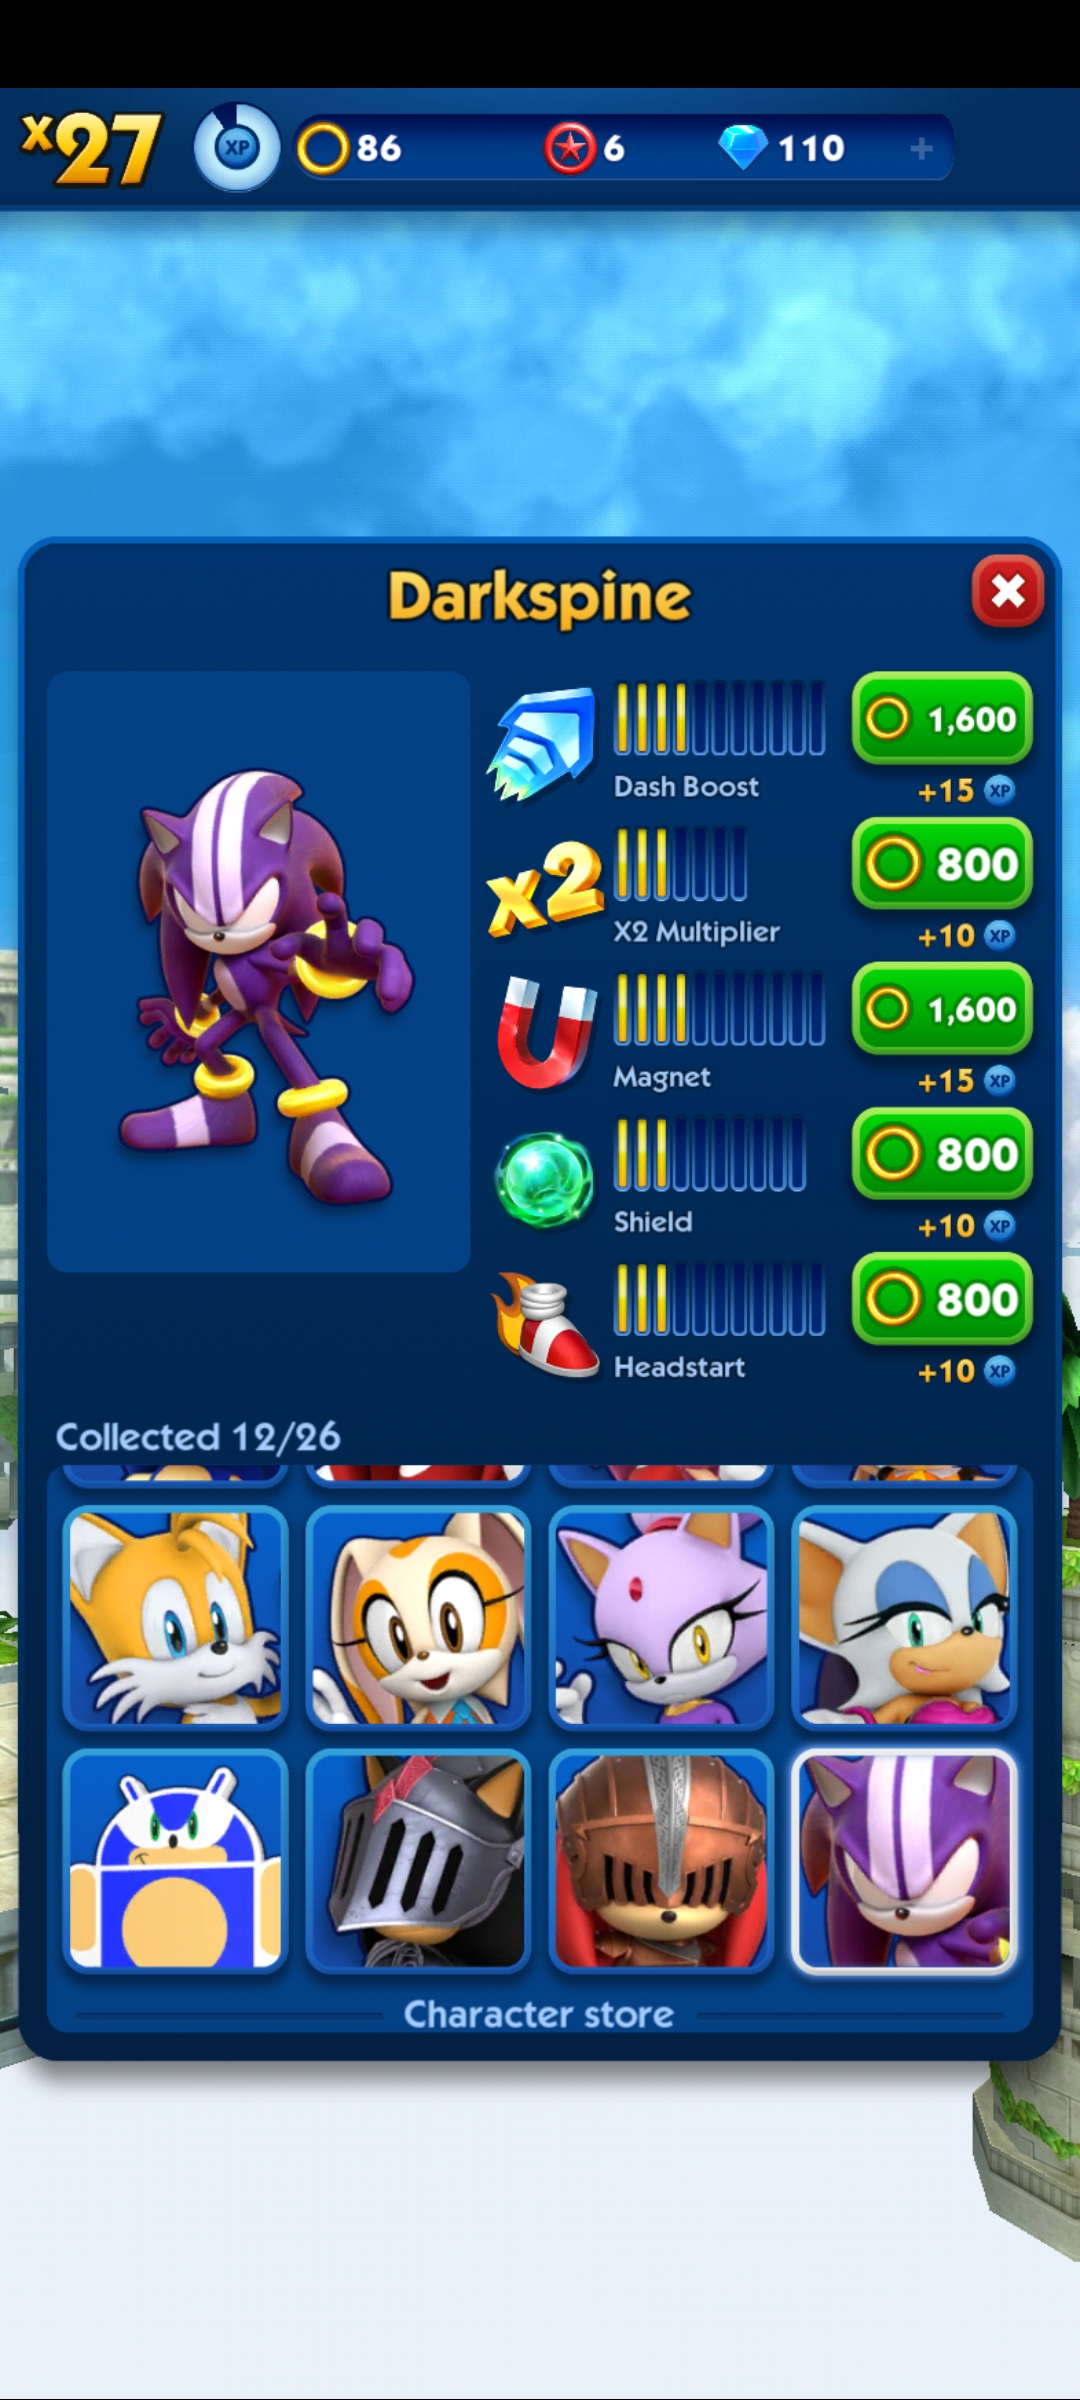 x27 XP 86 6 110 +
Darkspine
1,600
Dash Boost +15 XP
x2 800
X2 Multiplier +10 XP
1,600
Magnet +15 XP
800
Shield +10 XP
800
Headstart +10 XP
Collected 12/26
Character store